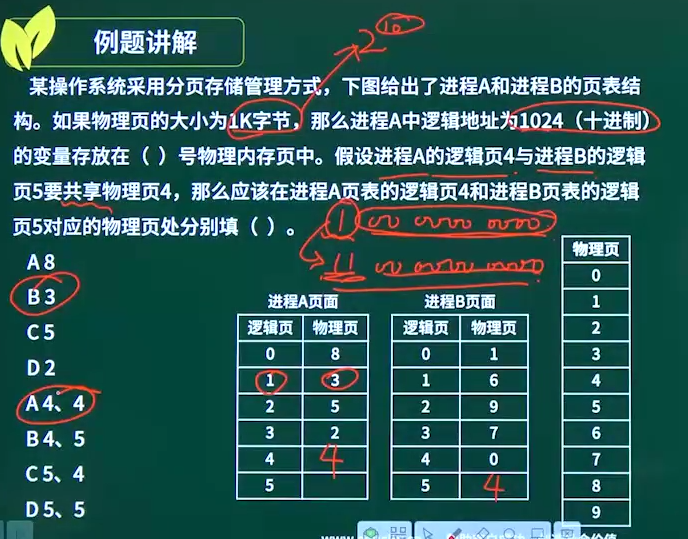 例题讲解
2^10
某操作系统采用分页存储管理方式，下图给出了进程A和进程B的页表结
构。如果物理页的大小为1K字节，那么进程A中逻辑地址为1024（十进制）
的变量存放在（ ）号物理内存页中。假设进程A的逻辑页4与进程B的逻辑
页5要共享物理页4，那么应该在进程A页表的逻辑页4和进程B页表的逻辑
页5对应的物理页处分别填（ ）。
1 00 0000 0000
11 00 0000 0000
A 8
B 3
C 5
D 2
A 4、4
B 4、5
C 5、4
D 5、5
进程A页面
逻辑页 物理页
0 8
1 3
2 5
3 2
4 4
5
进程B页面
逻辑页 物理页
0 1
1 6
2 9
3 7
4 0
5 4
物理页
0
1
2
3
4
5
6
7
8
9